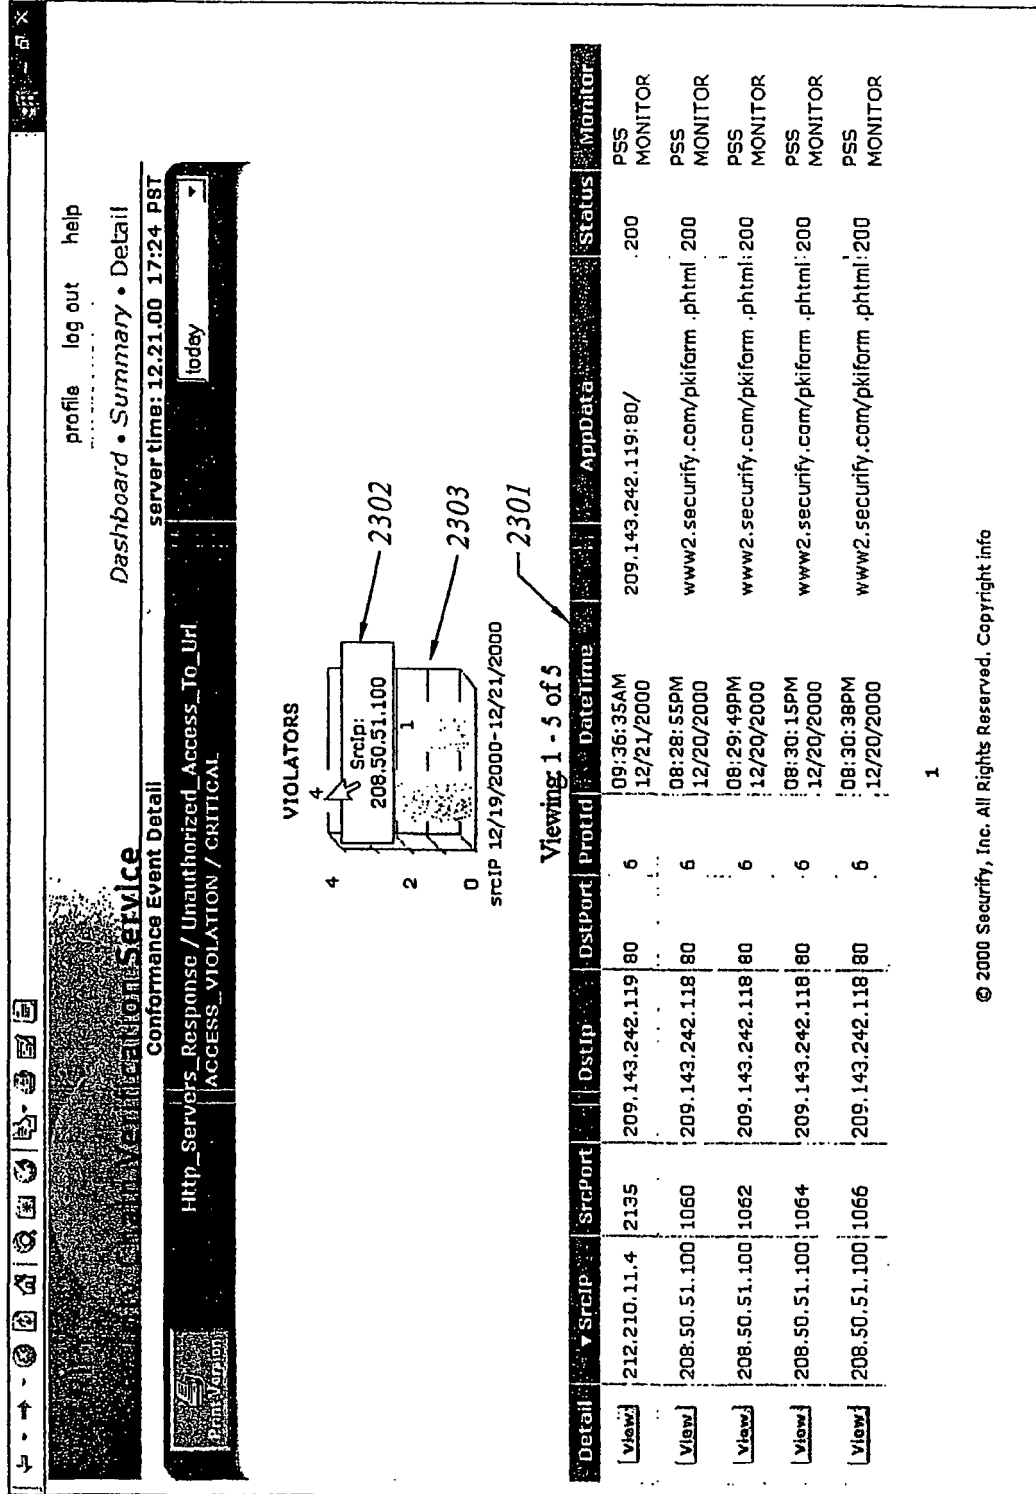 profile log out help
Verification Service
Dashboard • Summary • Detail
Conformance Event Detail
server time: 12.21.00 17:24 PST
Print Version
Http_Servers_Response / Unauthorized_Access_To_Url
ACCESS_VIOLATION / CRITICAL
today
VIOLATORS
4
4
SrcIp:
208.50.51.100
2302
2
1
2303
0
srcIP 12/19/2000-12/21/2000
Viewing 1 - 5 of 5
2301
Detail ▼SrcIP SrcPort DstIp DstPort ProtId DateTime AppData Status Monitor
View 212.210.11.4 2135 209.143.242.119 80 6 09:36:35AM 209.143.242.119:80/ 200 PSS
12/21/2000 MONITOR
View 208.50.51.100 1060 209.143.242.118 80 6 08:28:55PM www2.securify.com/pkiform.phtml 200 PSS
12/20/2000 MONITOR
View 208.50.51.100 1062 209.143.242.118 80 6 08:29:49PM www2.securify.com/pkiform.phtml 200 PSS
12/20/2000 MONITOR
View 208.50.51.100 1064 209.143.242.118 80 6 08:30:15PM www2.securify.com/pkiform.phtml 200 PSS
12/20/2000 MONITOR
View 208.50.51.100 1066 209.143.242.118 80 6 08:30:38PM www2.securify.com/pkiform.phtml 200 PSS
12/20/2000 MONITOR
1
© 2000 Securify, Inc. All Rights Reserved. Copyright info